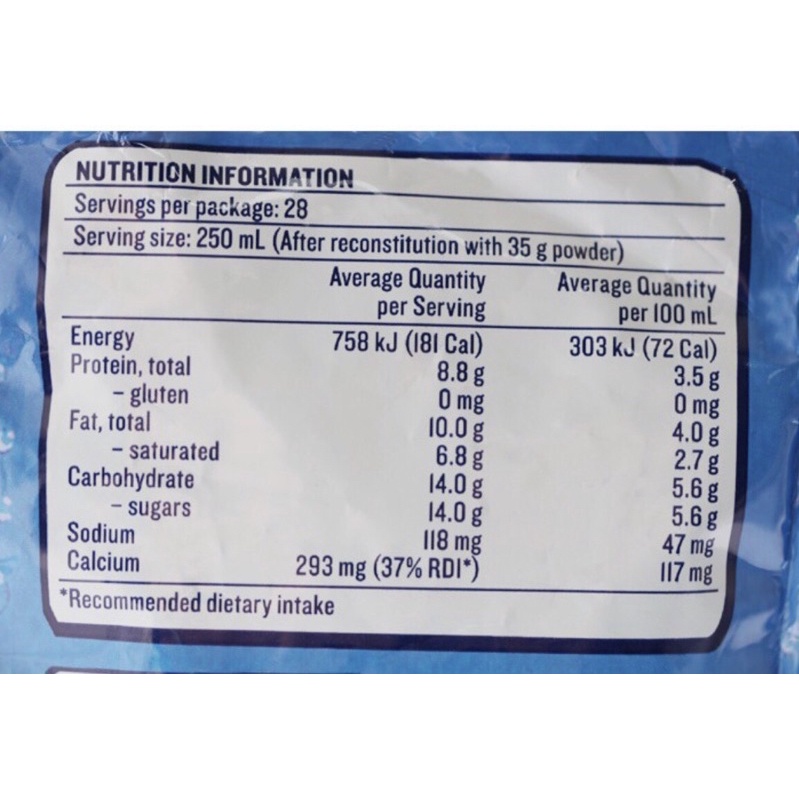 NUTRITION INFORMATION
Servings per package: 28
Serving size: 250 mL (After reconstitution with 35 g powder)
Average Quantity Average Quantity
per Serving per 100 mL
Energy 758 kJ (181 Cal) 303 kJ (72 Cal)
Protein, total 8.8 g 3.5 g
– gluten 0 mg 0 mg
Fat, total 10.0 g 4.0 g
– saturated 6.8 g 2.7 g
Carbohydrate 14.0 g 5.6 g
– sugars 14.0 g 5.6 g
Sodium 118 mg 47 mg
Calcium 293 mg (37% RDI*) 117 mg
*Recommended dietary intake